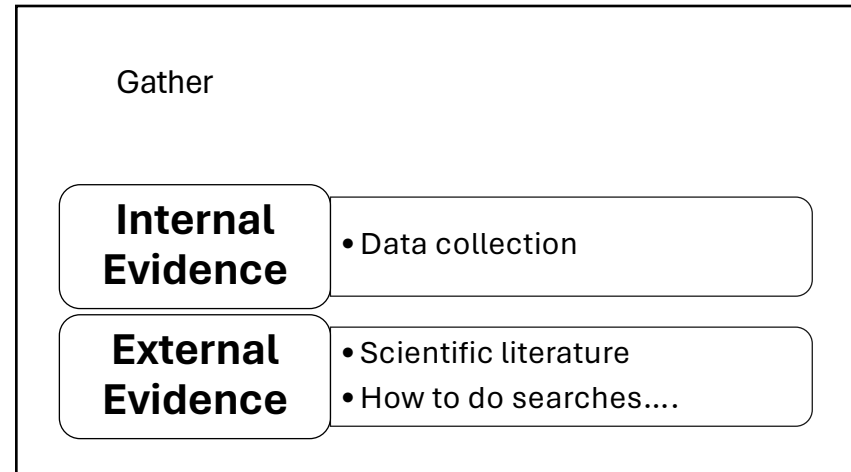 Gather
Internal
Evidence
• Data collection
External
Evidence
• Scientific literature
• How to do searches....